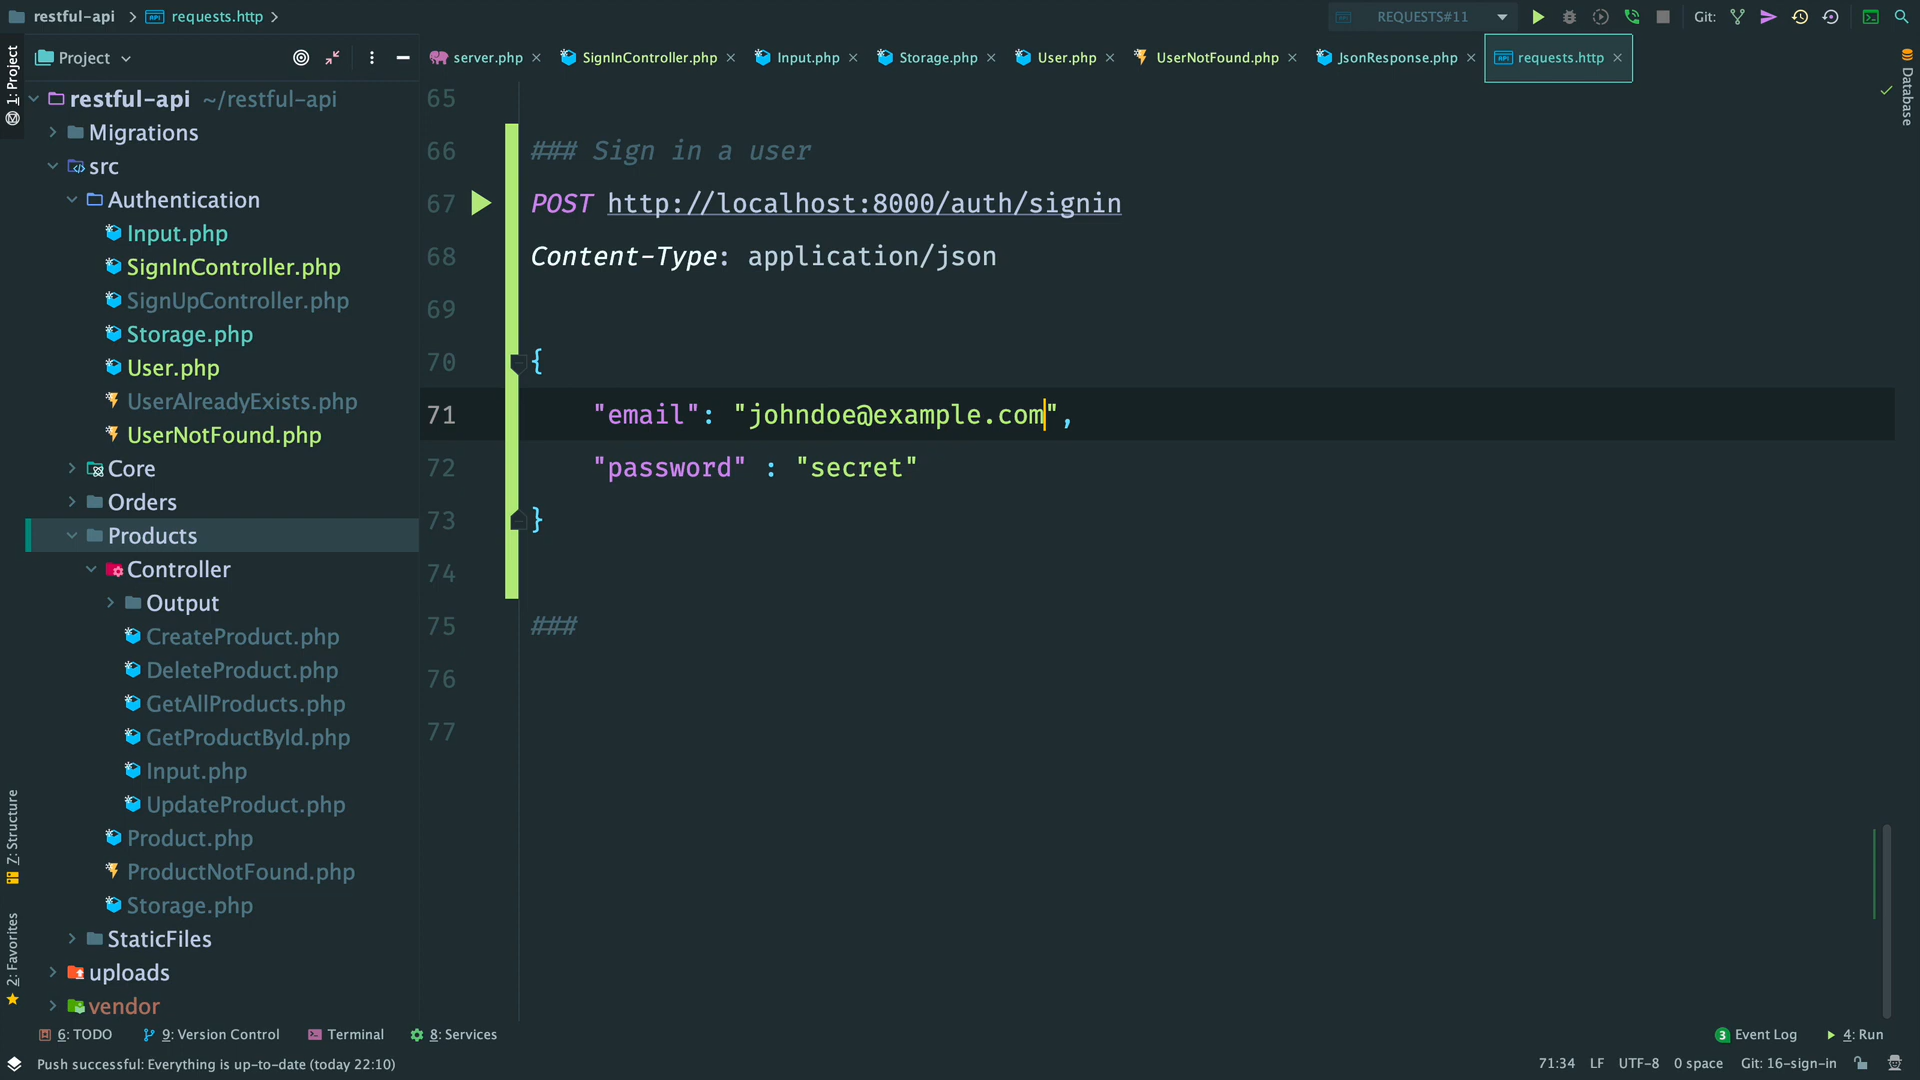 restful-api
requests.http
REQUESTS#11
Git:
1: Project
Project
server.php
SignInController.php
Input.php
Storage.php
User.php
UserNotFound.php
JsonResponse.php
requests.http
API
Database
restful-api ~/restful-api
Migrations
src
Authentication
Input.php
SignInController.php
SignUpController.php
Storage.php
User.php
UserAlreadyExists.php
UserNotFound.php
Core
Orders
Products
Controller
Output
CreateProduct.php
DeleteProduct.php
GetAllProducts.php
GetProductById.php
Input.php
UpdateProduct.php
Product.php
ProductNotFound.php
Storage.php
StaticFiles
uploads
vendor
65
66 ### Sign in a user
67 POST http://localhost:8000/auth/signin
68 Content-Type: application/json
69
70 {
71 "email": "johndoe@example.com",
72 "password" : "secret"
73 }
74
75 ###
76
77
Z: Structure
2: Favorites
6: TODO
9: Version Control
Terminal
8: Services
3 Event Log
4: Run
Push successful: Everything is up-to-date (today 22:10)
71:34 LF UTF-8 0 space Git: 16-sign-in